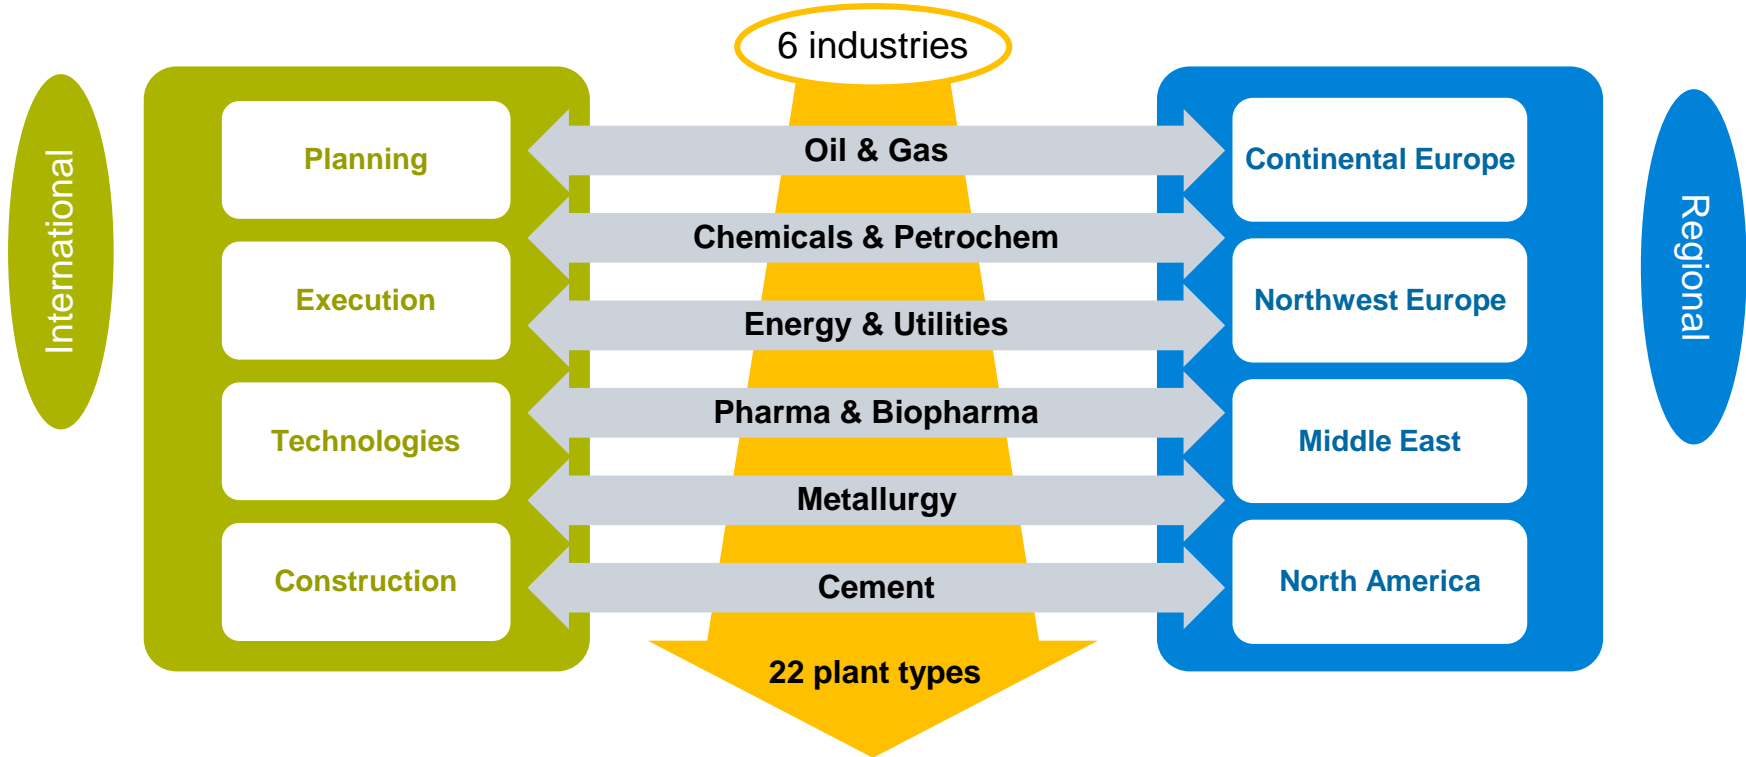 6 industries
International
Planning
Execution
Technologies
Construction
Oil & Gas
Chemicals & Petrochem
Energy & Utilities
Pharma & Biopharma
Metallurgy
Cement
22 plant types
Continental Europe
Northwest Europe
Middle East
North America
Regional